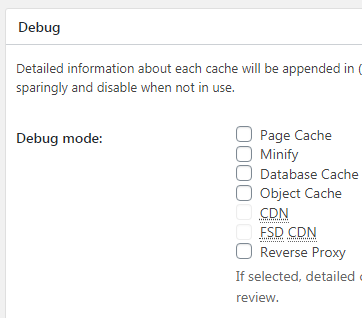 Debug
Detailed information about each cache will be appended in (
sparingly and disable when not in use.
Debug mode:
Page Cache
Minify
Database Cache
Object Cache
CDN
FSD CDN
Reverse Proxy
If selected, detailed
review.